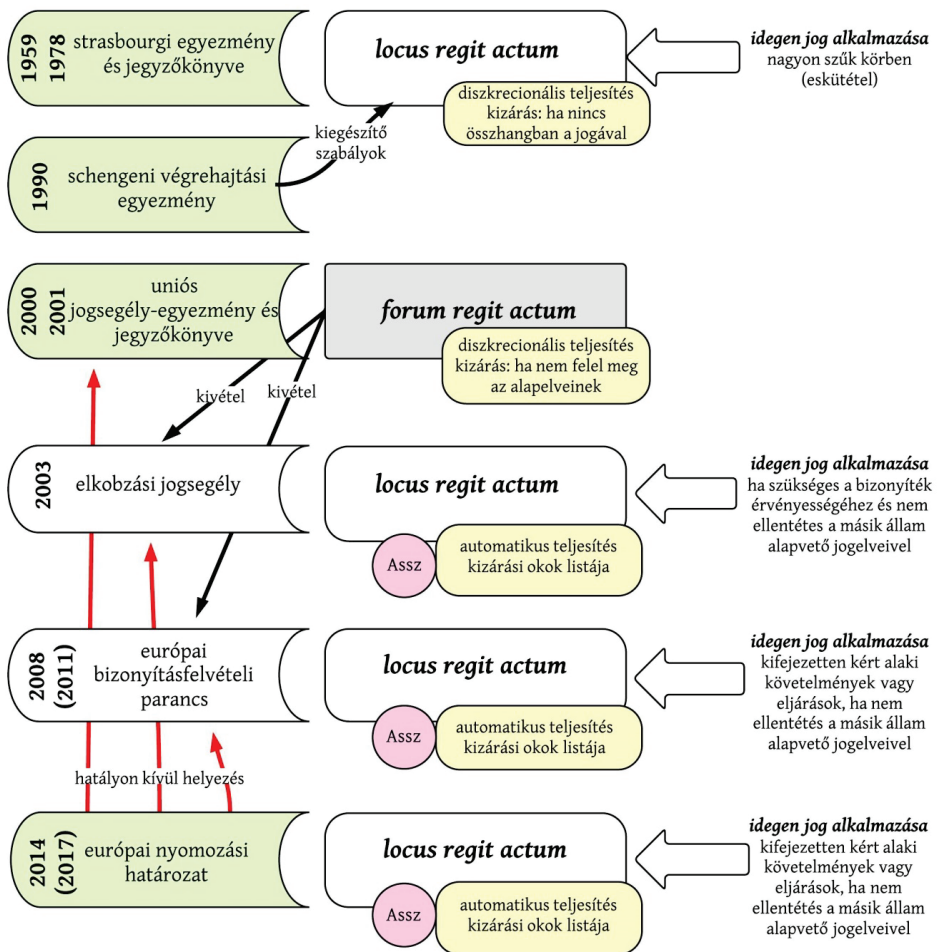 1959
1978
strasbourgi egyezmény
és jegyzőkönyve
locus regit actum
diszkrecionális teljesítés
kizárás: ha nincs
összhangban a jogával
idegen jog alkalmazása
nagyon szűk körben
(eskütétel)
kiegészítő
szabályok
1990
schengeni végrehajtási
egyezmény
2000
2001
uniós
jogsegély-egyezmény és
jegyzőkönyve
forum regit actum
diszkrecionális teljesítés
kizárás: ha nem felel meg
az alapelveinek
kivétel
kivétel
2003
elkobzási jogsegély
locus regit actum
Assz
automatikus teljesítés
kizárási okok listája
idegen jog alkalmazása
ha szükséges a bizonyíték
érvényességéhez és nem
ellentétes a másik állam
alapvető jogelveivel
2008
(2011)
európai
bizonyításfelvételi
parancs
locus regit actum
Assz
automatikus teljesítés
kizárási okok listája
idegen jog alkalmazása
kifejezetten kért alaki
követelmények vagy
eljárások, ha nem
ellentétés a másik állam
alapvető jogelveivel
hatályon kívül helyezés
2014
(2017)
európai nyomozási
határozat
locus regit actum
Assz
automatikus teljesítés
kizárási okok listája
idegen jog alkalmazása
kifejezetten kért alaki
követelmények vagy
eljárások, ha nem
ellentétés a másik állam
alapvető jogelveivel